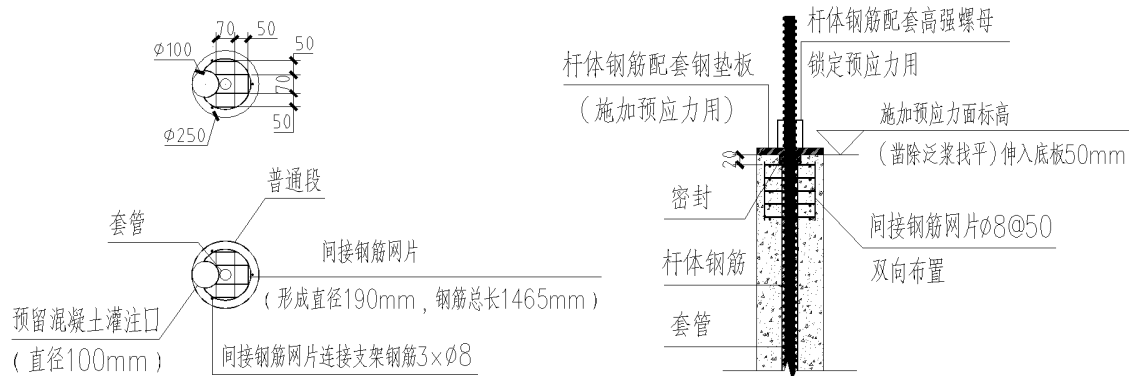 70 50
50
ø100
70
50
ø250
普通段
套管
间接钢筋网片
(形成直径190mm,钢筋总长1465mm)
预留混凝土灌注口
(直径100mm)
间接钢筋网片连接支架钢筋3×ø8
杆体钢筋配套高强螺母
锁定预应力用
杆体钢筋配套钢垫板
(施加预应力用)
施加预应力面标高
(凿除泛浆找平)伸入底板50mm
20
密封
间接钢筋网片ø8@50
双向布置
杆体钢筋
套管